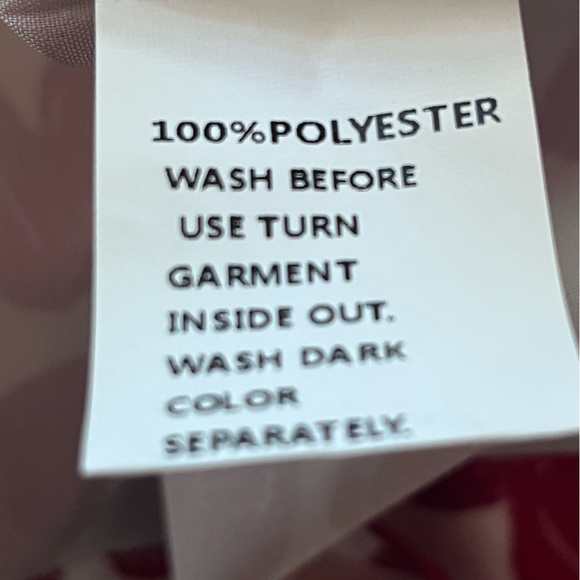 100%POLYESTER
WASH BEFORE
USE TURN
GARMENT
INSIDE OUT.
WASH DARK
COLOR
SEPARATELY.